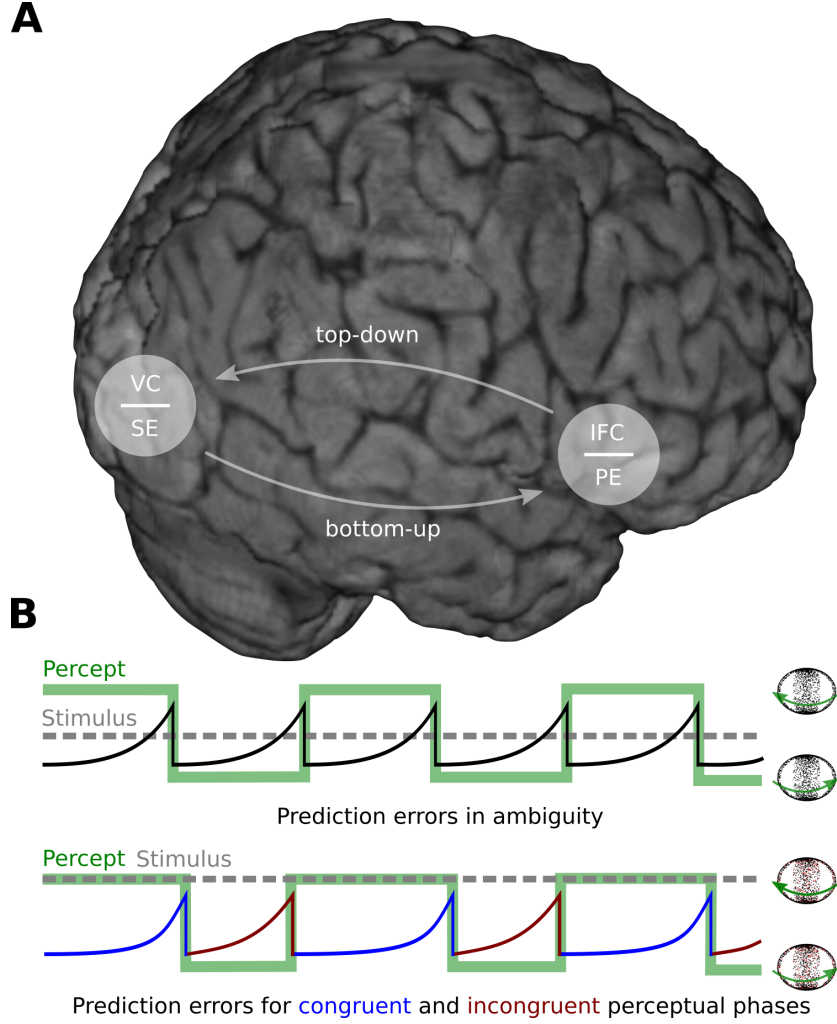 A
top-down
VC
SE
IFC
PE
bottom-up
B
Percept
Stimulus
Prediction errors in ambiguity
Percept Stimulus
Prediction errors for congruent and incongruent perceptual phases